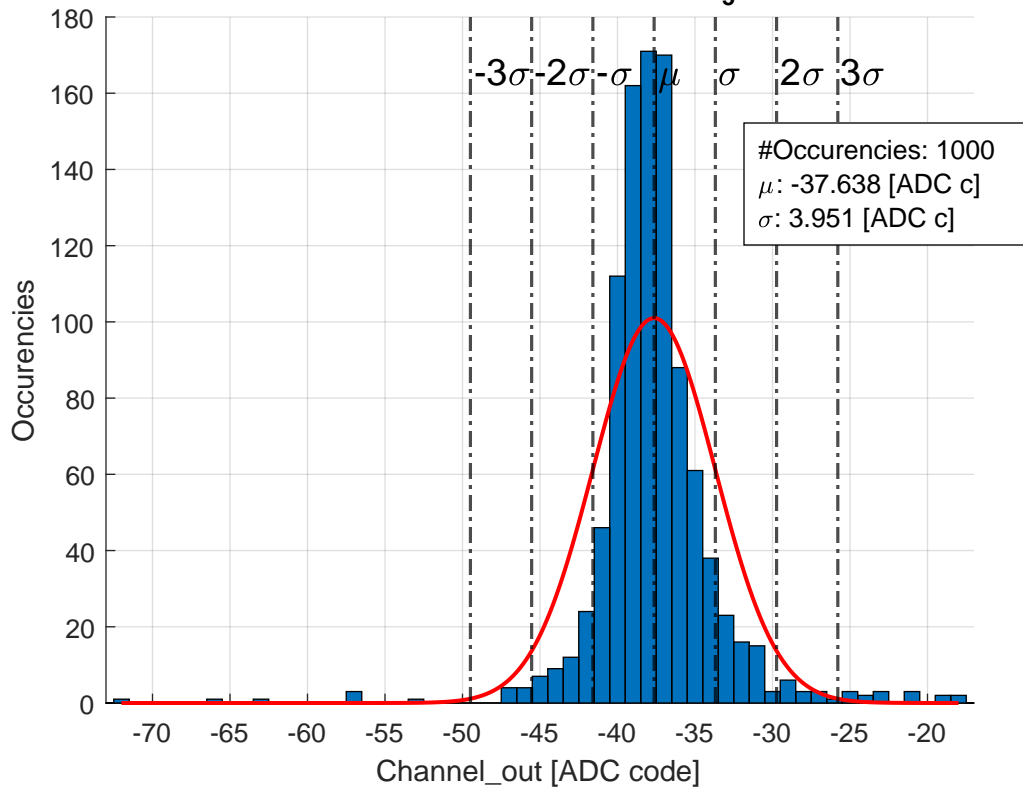 g
180
160
140
120
100
80
60
40
20
0
-3σ -2σ -σ μ σ 2σ 3σ
#Occurencies: 1000
μ: -37.638 [ADC c]
σ: 3.951 [ADC c]
Occurencies
-70 -65 -60 -55 -50 -45 -40 -35 -30 -25 -20
Channel_out [ADC code]